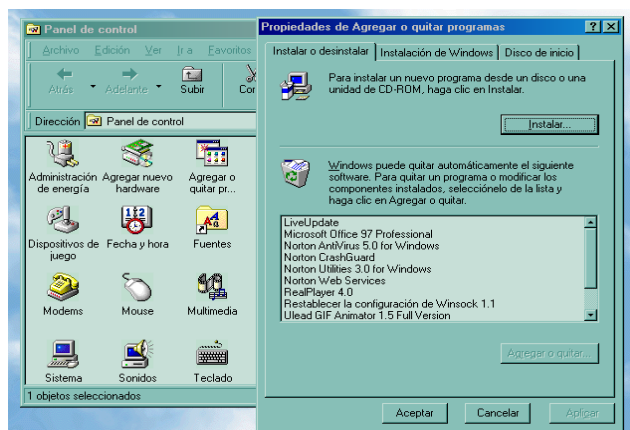 Panel de control
Archivo Edición Ver Ir a Favoritos
Atrás Adelante Subir
Dirección Panel de control
Administración de energía
Agregar nuevo hardware
Agregar o quitar pr...
Dispositivos de juego
Fecha y hora
Fuentes
Modems
Mouse
Multimedia
Sistema
Sonidos
Teclado
1 objetos seleccionados
Propiedades de Agregar o quitar programas
Instalar o desinstalar
Instalación de Windows
Disco de inicio
Para instalar un nuevo programa desde un disco o una
unidad de CD-ROM, haga clic en Instalar.
Instalar...
Windows puede quitar automáticamente el siguiente
software. Para quitar un programa o modificar los
componentes instalados, selecciónelo de la lista y
haga clic en Agregar o quitar.
LiveUpdate
Microsoft Office 97 Professional
Norton AntiVirus 5.0 for Windows
Norton CrashGuard
Norton Utilities 3.0 for Windows
Norton Web Services
RealPlayer 4.0
Restablecer la configuración de Winsock 1.1
Ulead GIF Animator 1.5 Full Version
Agregar o quitar...
Aceptar
Cancelar
Aplicar